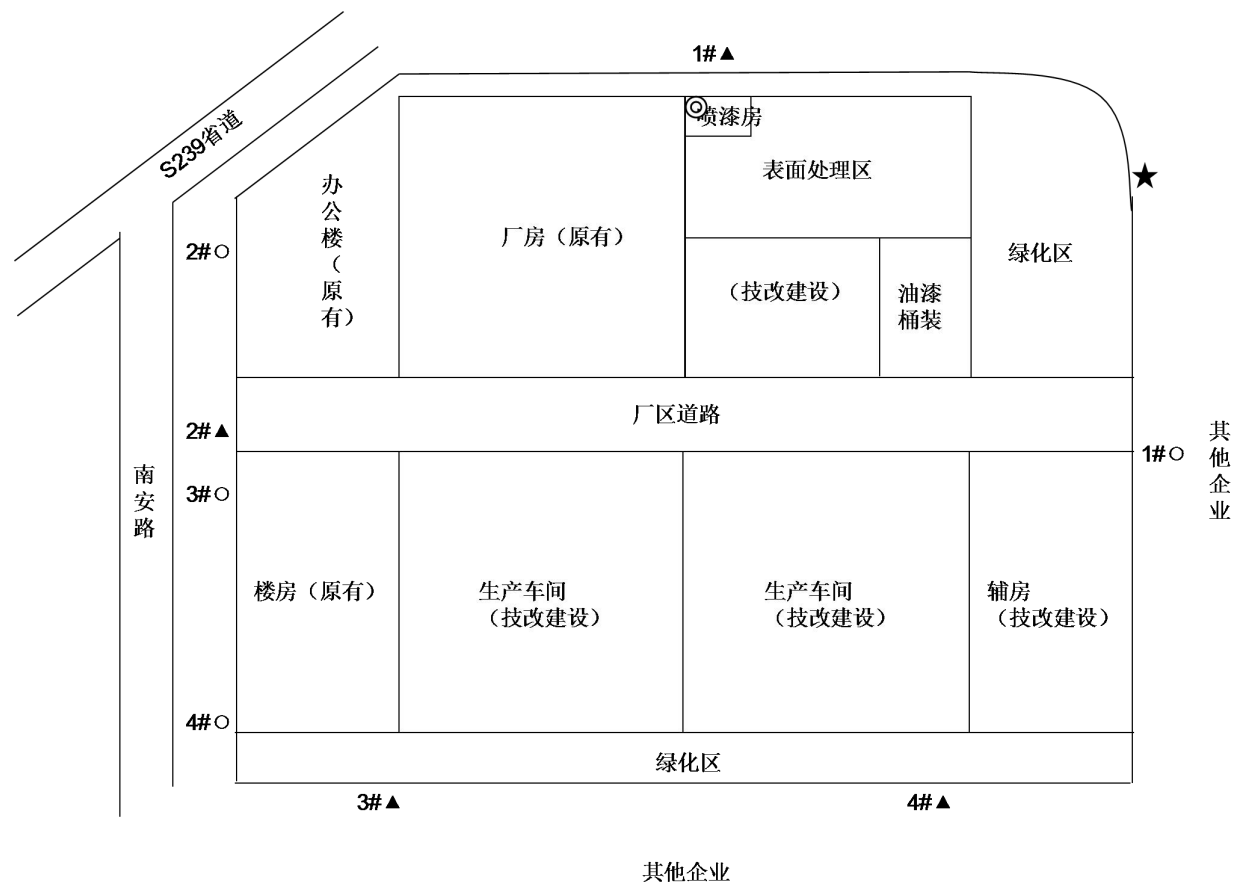 1#▲
S239省道
喷漆房
表面处理区
办公楼（原有）
2#○
厂房（原有）
绿化区
（技改建设）
油漆
桶装
厂区道路
2#▲
1#○
其他企业
南安路
3#○
楼房（原有）
生产车间
（技改建设）
生产车间
（技改建设）
辅房
（技改建设）
4#○
绿化区
3#▲
4#▲
其他企业